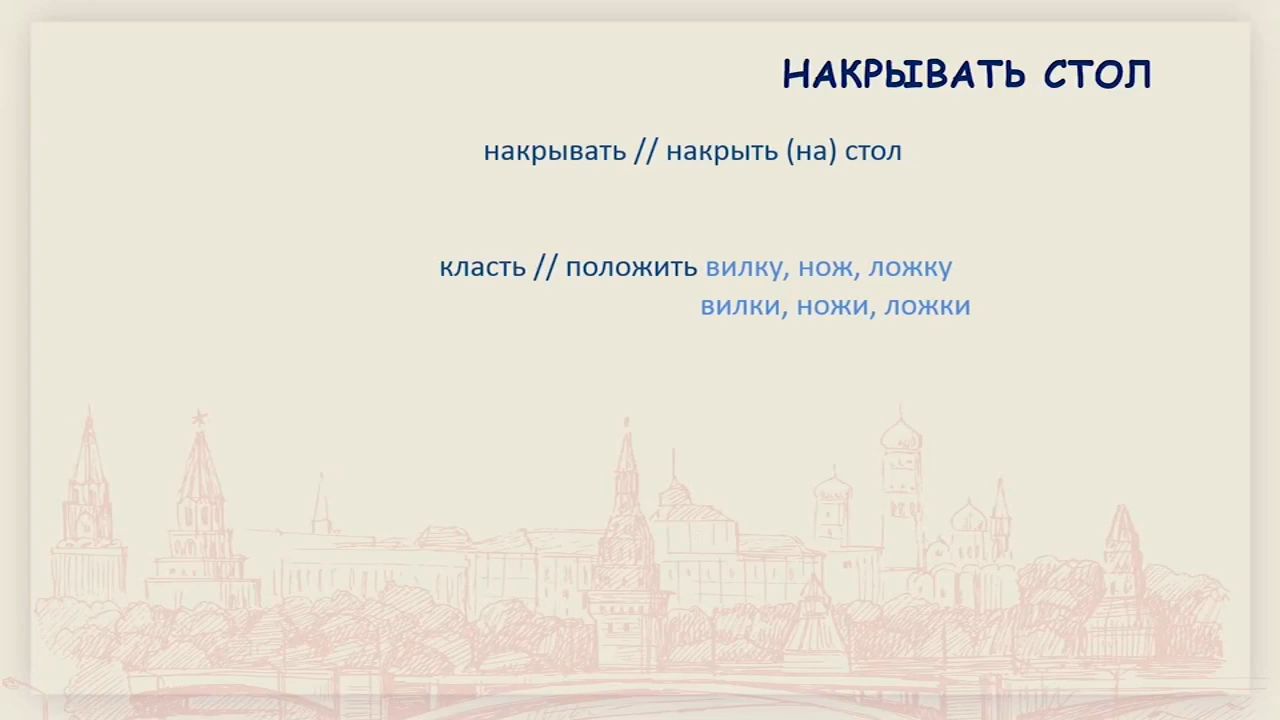 НАКРЫВАТЬ СТОЛ
накрывать // накрыть (на) стол
класть // положить вилку, нож, ложку
вилки, ножи, ложки